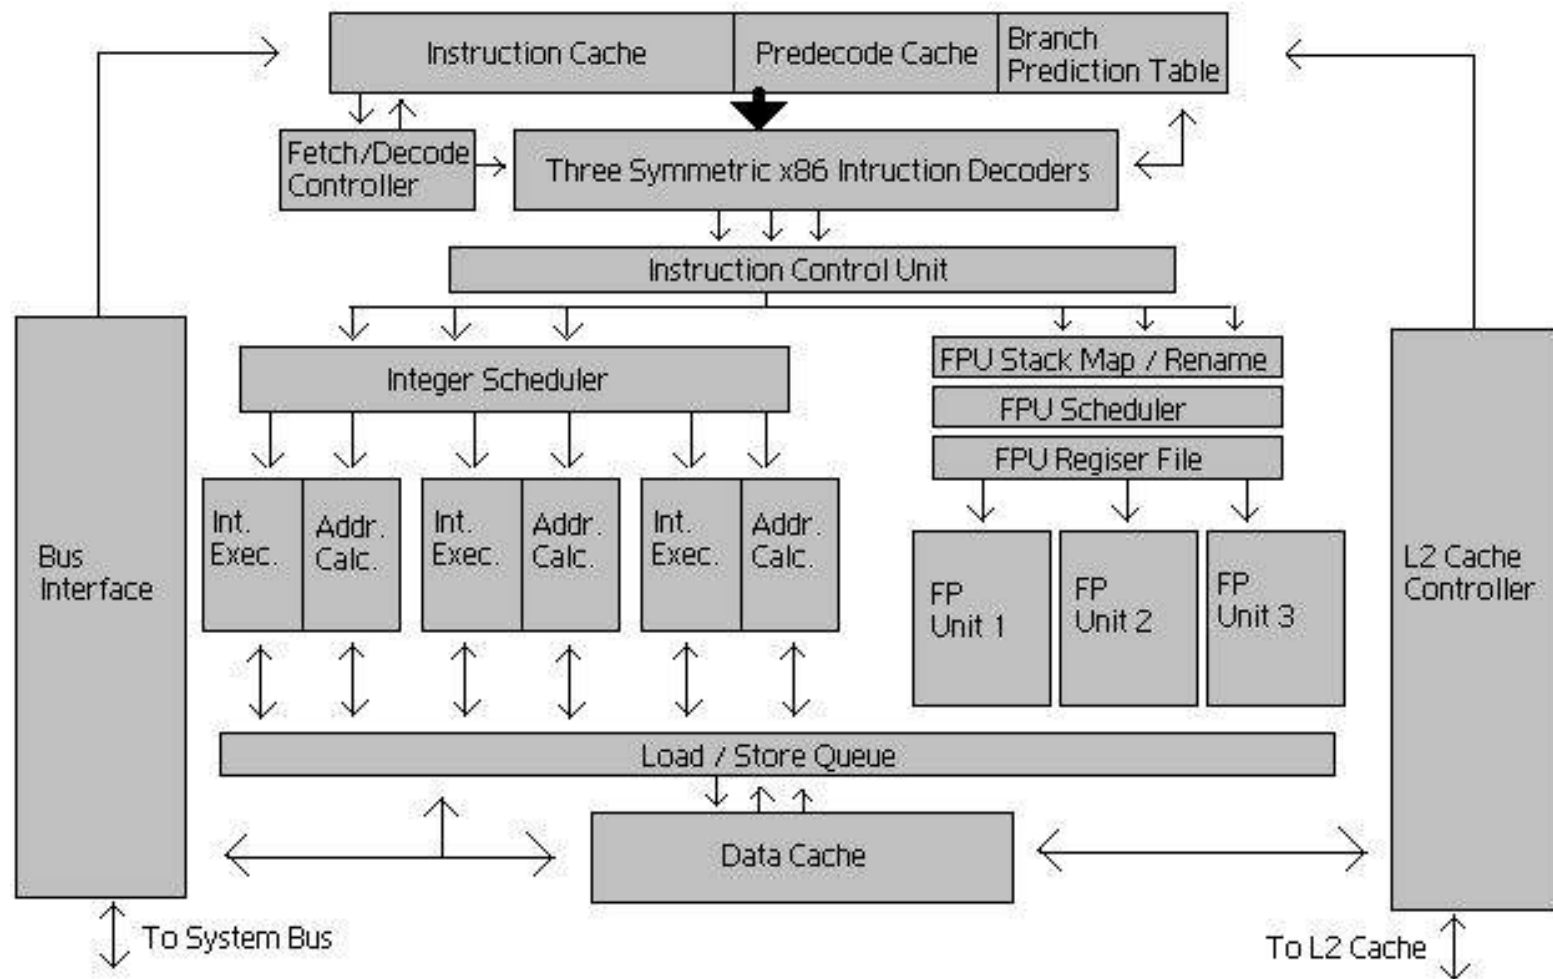 Instruction Cache
Predecode Cache
Branch
Prediction Table
Fetch/Decode
Controller
Three Symmetric x86 Intruction Decoders
Instruction Control Unit
Integer Scheduler
FPU Stack Map / Rename
FPU Scheduler
FPU Regiser File
Int.
Exec.
Addr.
Calc.
Int.
Exec.
Addr.
Calc.
Int.
Exec.
Addr.
Calc.
Bus
Interface
FP
Unit 1
FP
Unit 2
FP
Unit 3
L2 Cache
Controller
Load / Store Queue
Data Cache
To System Bus
To L2 Cache